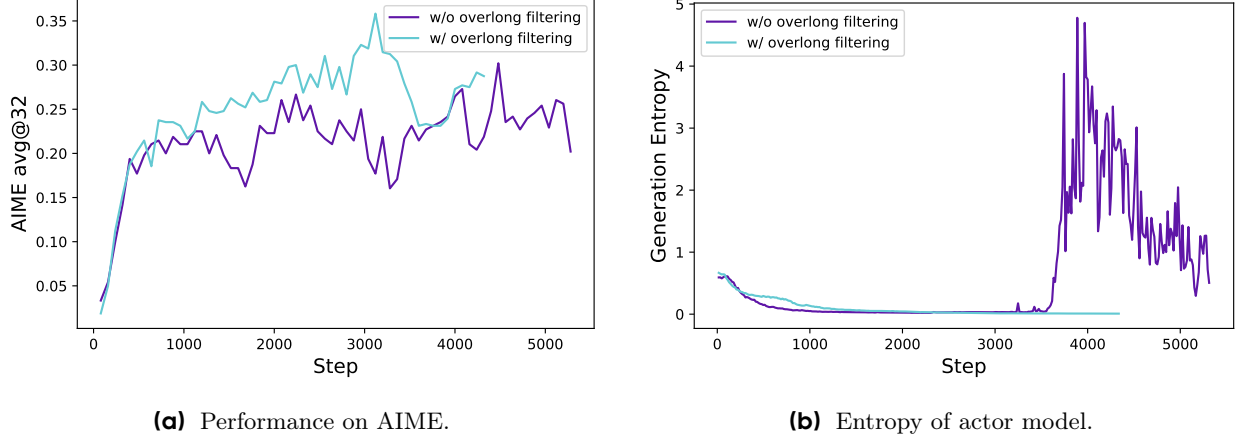 w/o overlong filtering
w/ overlong filtering
AIME avg@32
0.35
0.30
0.25
0.20
0.15
0.10
0.05
0 1000 2000 3000 4000 5000
Step
(a) Performance on AIME.
w/o overlong filtering
w/ overlong filtering
Generation Entropy
5
4
3
2
1
0
0 1000 2000 3000 4000 5000
Step
(b) Entropy of actor model.